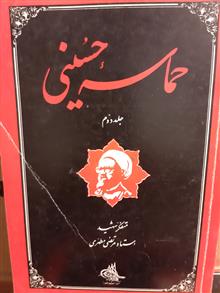 حماسهٔ حسینی
جلد دوم
متفکر شهید
استاد مرتضی مطهری